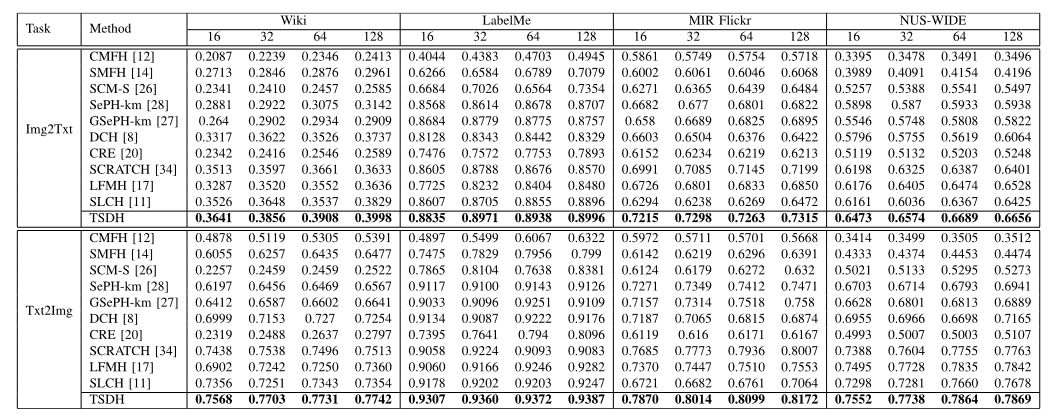 Task Method Wiki LabelMe MIR Flickr NUS-WIDE
16 32 64 128 16 32 64 128 16 32 64 128 16 32 64 128
Img2Txt
CMFH [12] 0.2087 0.2239 0.2346 0.2413 0.4044 0.4383 0.4703 0.4945 0.5861 0.5749 0.5754 0.5718 0.3395 0.3478 0.3491 0.3496
SMFH [14] 0.2713 0.2846 0.2876 0.2961 0.6266 0.6584 0.6789 0.7079 0.6002 0.6061 0.6046 0.6068 0.3989 0.4091 0.4154 0.4196
SCM-S [26] 0.2341 0.2410 0.2457 0.2585 0.6684 0.7026 0.6564 0.7354 0.6271 0.6365 0.6439 0.6484 0.5257 0.5388 0.5541 0.5497
SePH-km [28] 0.2881 0.2922 0.3075 0.3142 0.8568 0.8614 0.8678 0.8707 0.6682 0.677 0.6801 0.6822 0.5898 0.587 0.5933 0.5938
GSePH-km [27] 0.264 0.2902 0.2934 0.2909 0.8684 0.8779 0.8775 0.8757 0.658 0.6689 0.6825 0.6895 0.5546 0.5748 0.5808 0.5822
DCH [8] 0.3317 0.3622 0.3526 0.3737 0.8128 0.8343 0.8442 0.8329 0.6603 0.6504 0.6376 0.6422 0.5796 0.5755 0.5619 0.6064
CRE [20] 0.2342 0.2416 0.2546 0.2589 0.7476 0.7572 0.7753 0.7893 0.6152 0.6234 0.6219 0.6213 0.5119 0.5132 0.5203 0.5248
SCRATCH [34] 0.3513 0.3597 0.3661 0.3633 0.8605 0.8788 0.8676 0.8570 0.6991 0.7085 0.7145 0.7199 0.6198 0.6325 0.6387 0.6401
LFMH [17] 0.3287 0.3520 0.3552 0.3636 0.7725 0.8232 0.8404 0.8480 0.6726 0.6801 0.6833 0.6850 0.6176 0.6405 0.6474 0.6528
SLCH [11] 0.3526 0.3648 0.3537 0.3829 0.8607 0.8705 0.8855 0.8896 0.6294 0.6238 0.6269 0.6472 0.6161 0.6036 0.6367 0.6425
TSDH 0.3641 0.3856 0.3908 0.3998 0.8835 0.8971 0.8938 0.8996 0.7215 0.7298 0.7263 0.7315 0.6473 0.6574 0.6689 0.6656
Txt2Img
CMFH [12] 0.4878 0.5119 0.5305 0.5391 0.4897 0.5499 0.6067 0.6322 0.5972 0.5711 0.5701 0.5668 0.3414 0.3499 0.3505 0.3512
SMFH [14] 0.6055 0.6257 0.6435 0.6477 0.7475 0.7829 0.7956 0.799 0.6142 0.6219 0.6296 0.6391 0.4333 0.4374 0.4453 0.4474
SCM-S [26] 0.2257 0.2459 0.2459 0.2522 0.7865 0.8104 0.7638 0.8381 0.6124 0.6179 0.6272 0.632 0.5021 0.5133 0.5295 0.5273
SePH-km [28] 0.6197 0.6456 0.6469 0.6567 0.9117 0.9100 0.9143 0.9126 0.7271 0.7349 0.7412 0.7471 0.6703 0.6714 0.6793 0.6941
GSePH-km [27] 0.6412 0.6587 0.6602 0.6641 0.9033 0.9096 0.9251 0.9109 0.7157 0.7314 0.7518 0.758 0.6628 0.6801 0.6813 0.6889
DCH [8] 0.6999 0.7153 0.727 0.7254 0.9134 0.9087 0.9222 0.9176 0.7187 0.7065 0.6815 0.6874 0.6955 0.6966 0.6698 0.7165
CRE [20] 0.2319 0.2488 0.2637 0.2797 0.7395 0.7641 0.794 0.8096 0.6119 0.616 0.6171 0.6167 0.4993 0.5007 0.5003 0.5107
SCRATCH [34] 0.7438 0.7538 0.7496 0.7513 0.9058 0.9224 0.9093 0.9083 0.7685 0.7773 0.7936 0.8007 0.7388 0.7604 0.7755 0.7763
LFMH [17] 0.6902 0.7242 0.7250 0.7360 0.9060 0.9166 0.9246 0.9282 0.7370 0.7447 0.7510 0.7553 0.7495 0.7728 0.7835 0.7842
SLCH [11] 0.7356 0.7251 0.7343 0.7354 0.9178 0.9202 0.9203 0.9247 0.6721 0.6682 0.6761 0.7064 0.7298 0.7281 0.7660 0.7678
TSDH 0.7568 0.7703 0.7731 0.7742 0.9307 0.9360 0.9372 0.9387 0.7870 0.8014 0.8099 0.8172 0.7552 0.7738 0.7864 0.7869